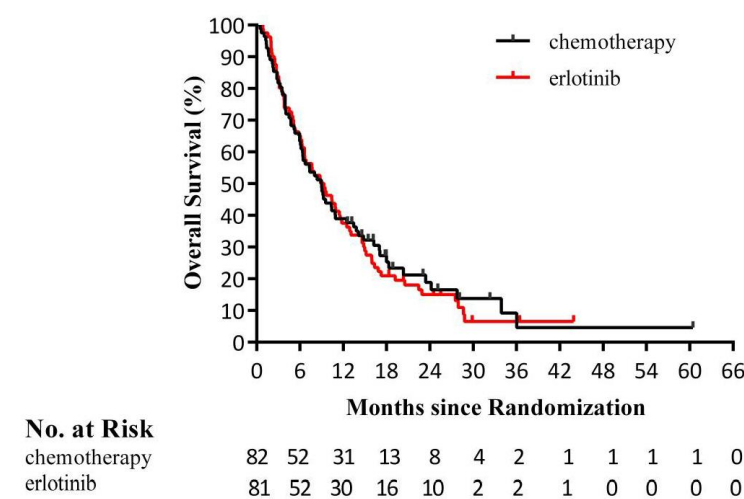 100
90
80
70
60
50
40
30
20
10
0
Overall Survival (%)
chemotherapy
erlotinib
0 6 12 18 24 30 36 42 48 54 60 66
Months since Randomization
No. at Risk
chemotherapy 82 52 31 13 8 4 2 1 1 1 1 0
erlotinib 81 52 30 16 10 2 2 1 0 0 0 0